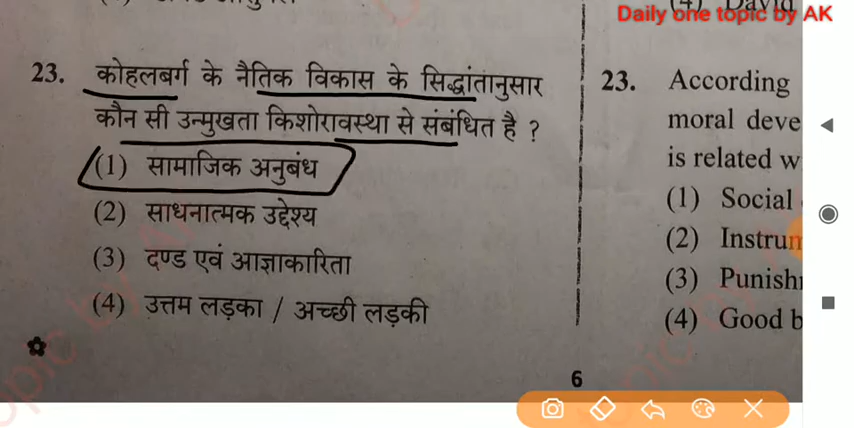 (4) David
Daily one topic by AK
23. कोहलबर्ग के नैतिक विकास के सिद्धांतानुसार
कौन सी उन्मुखता किशोरावस्था से संबंधित है ?
(1) सामाजिक अनुबंध
(2) साधनात्मक उद्देश्य
(3) दण्ड एवं आज्ञाकारिता
(4) उत्तम लड़का / अच्छी लड़की
23. According
moral deve
is related w
(1) Social
(2) Instrum
(3) Punish
(4) Good b
6